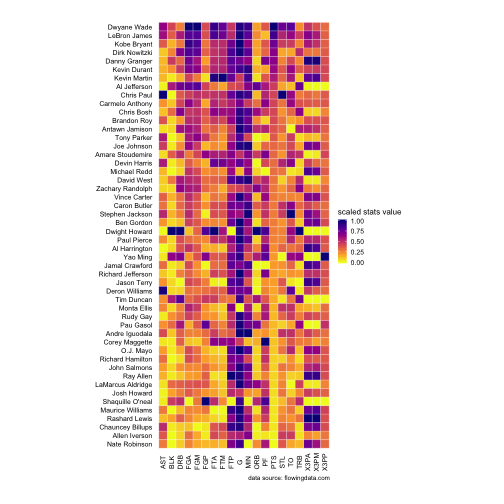 Dwyane Wade
LeBron James
Kobe Bryant
Dirk Nowitzki
Danny Granger
Kevin Durant
Kevin Martin
Al Jefferson
Chris Paul
Carmelo Anthony
Chris Bosh
Brandon Roy
Antawn Jamison
Tony Parker
Joe Johnson
Amare Stoudemire
Devin Harris
Michael Redd
David West
Zachary Randolph
Vince Carter
Caron Butler
Stephen Jackson
Ben Gordon
Dwight Howard
Paul Pierce
Al Harrington
Yao Ming
Jamal Crawford
Richard Jefferson
Jason Terry
Deron Williams
Tim Duncan
Monta Ellis
Rudy Gay
Pau Gasol
Andre Iguodala
Corey Maggette
O.J. Mayo
Richard Hamilton
John Salmons
Ray Allen
LaMarcus Aldridge
Josh Howard
Shaquille O'neal
Maurice Williams
Rashard Lewis
Chauncey Billups
Allen Iverson
Nate Robinson
AST BLK DRB FGA FGM FGP FTA FTM FTP G MIN ORB PF PTS STL TO TRB X3PA X3PM X3PP
scaled stats value
1.00
0.75
0.50
0.25
0.00
data source: flowingdata.com